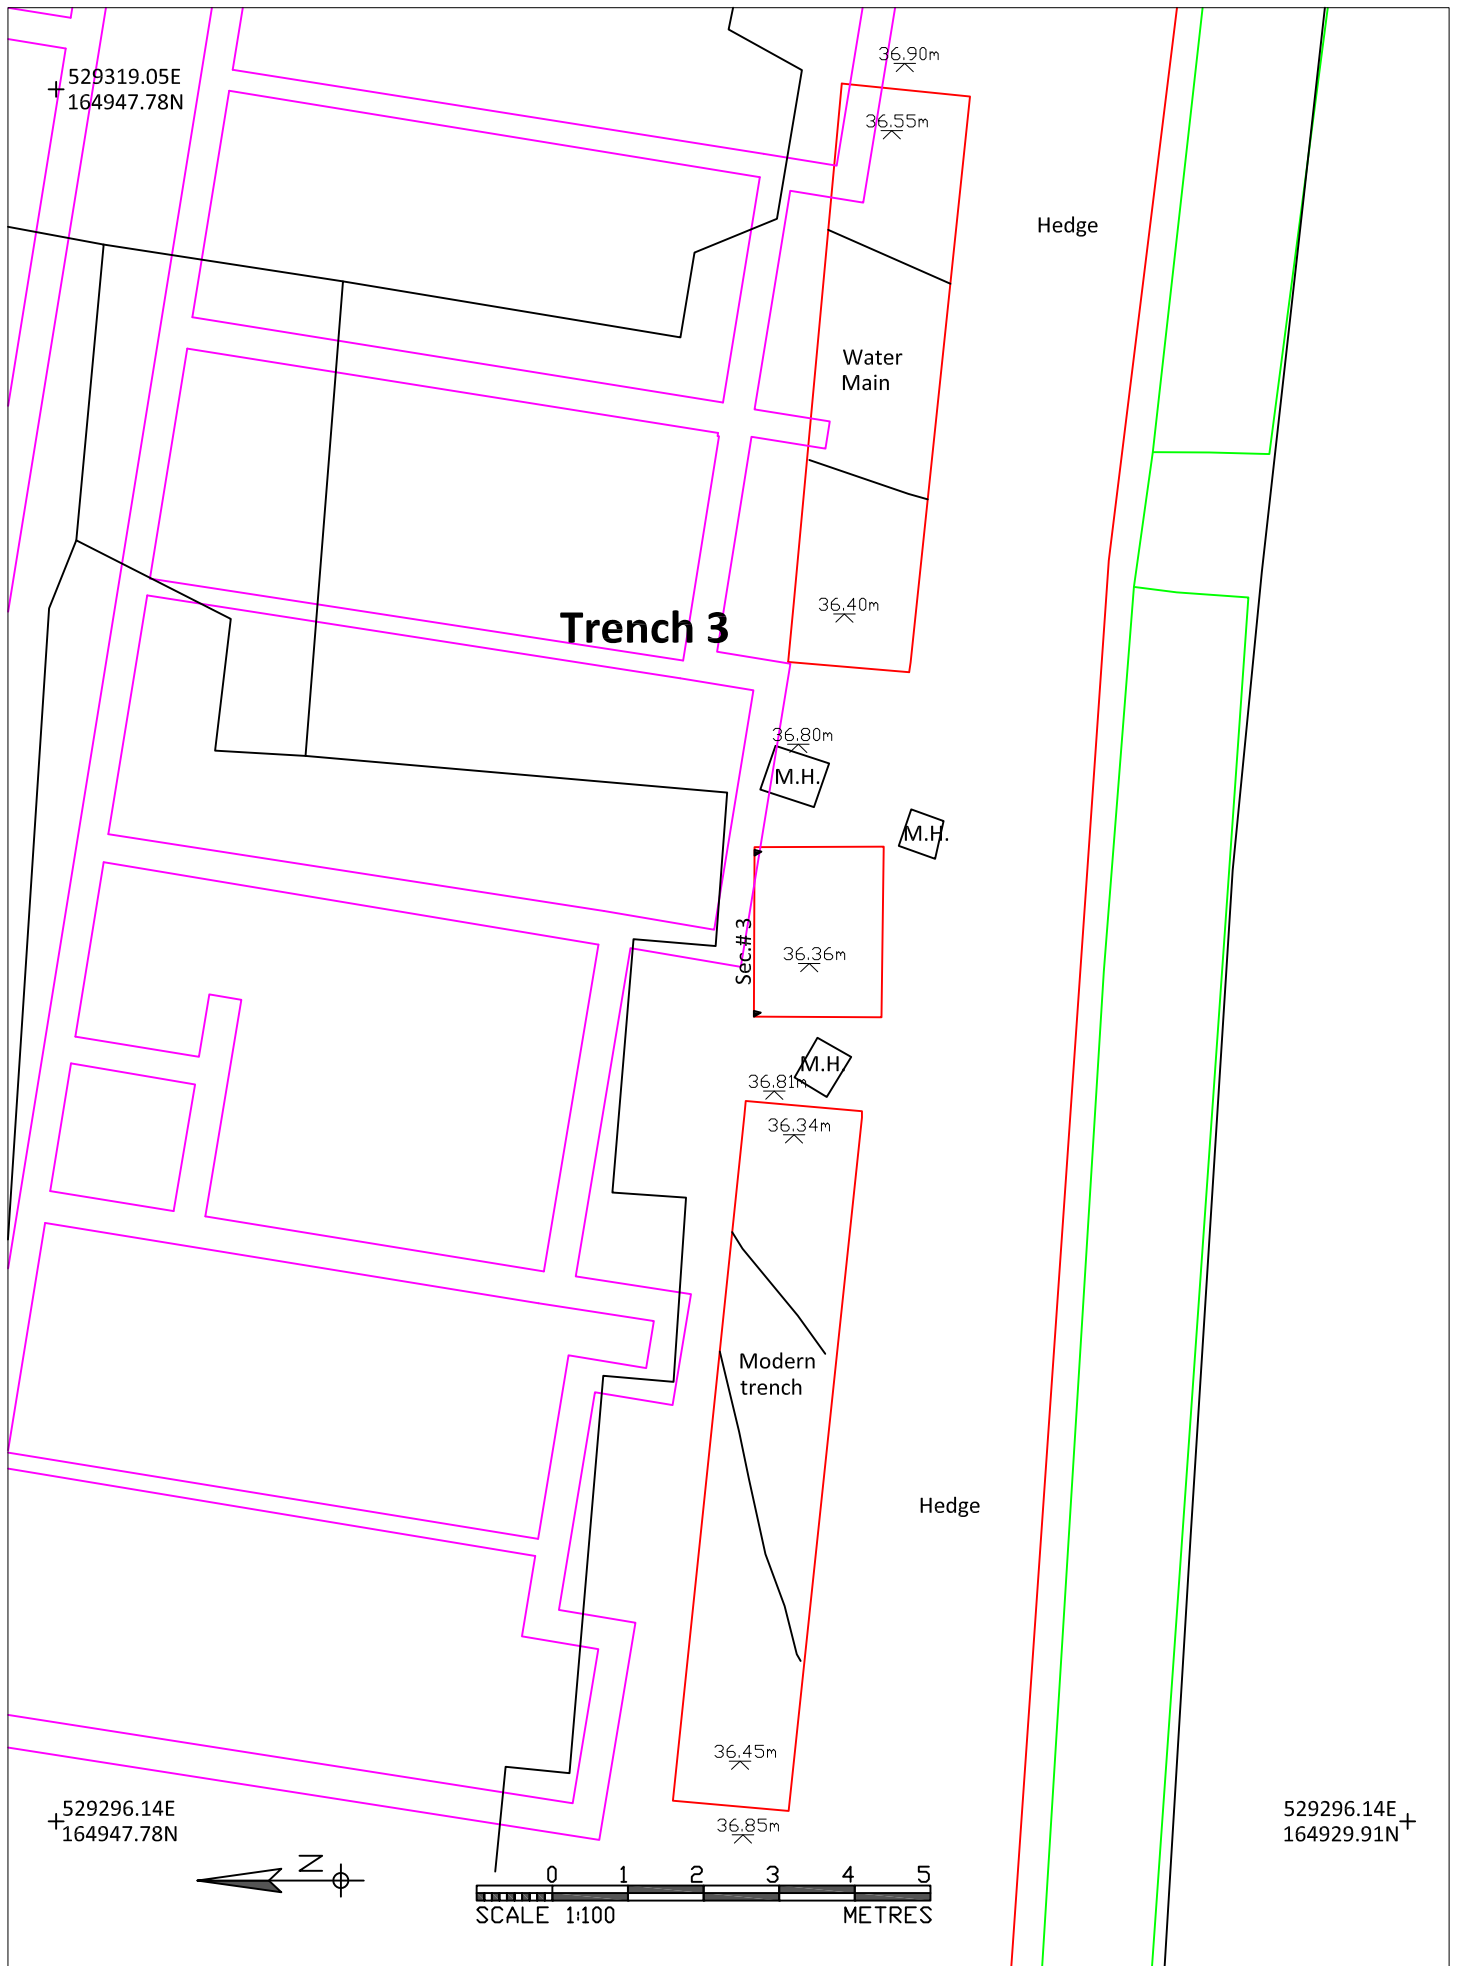 36.90m
529319.05E
164947.78N
36.55m
Hedge
Water
Main
36.40m
Trench 3
36.80m
M.H.
M.H.
Sec.# 3
36.36m
M.H.
36.81m
36.34m
Modern
trench
Hedge
36.45m
529296.14E
164947.78N
529296.14E
164929.91N
36.85m
N
0 1 2 3 4 5
SCALE 1:100 METRES